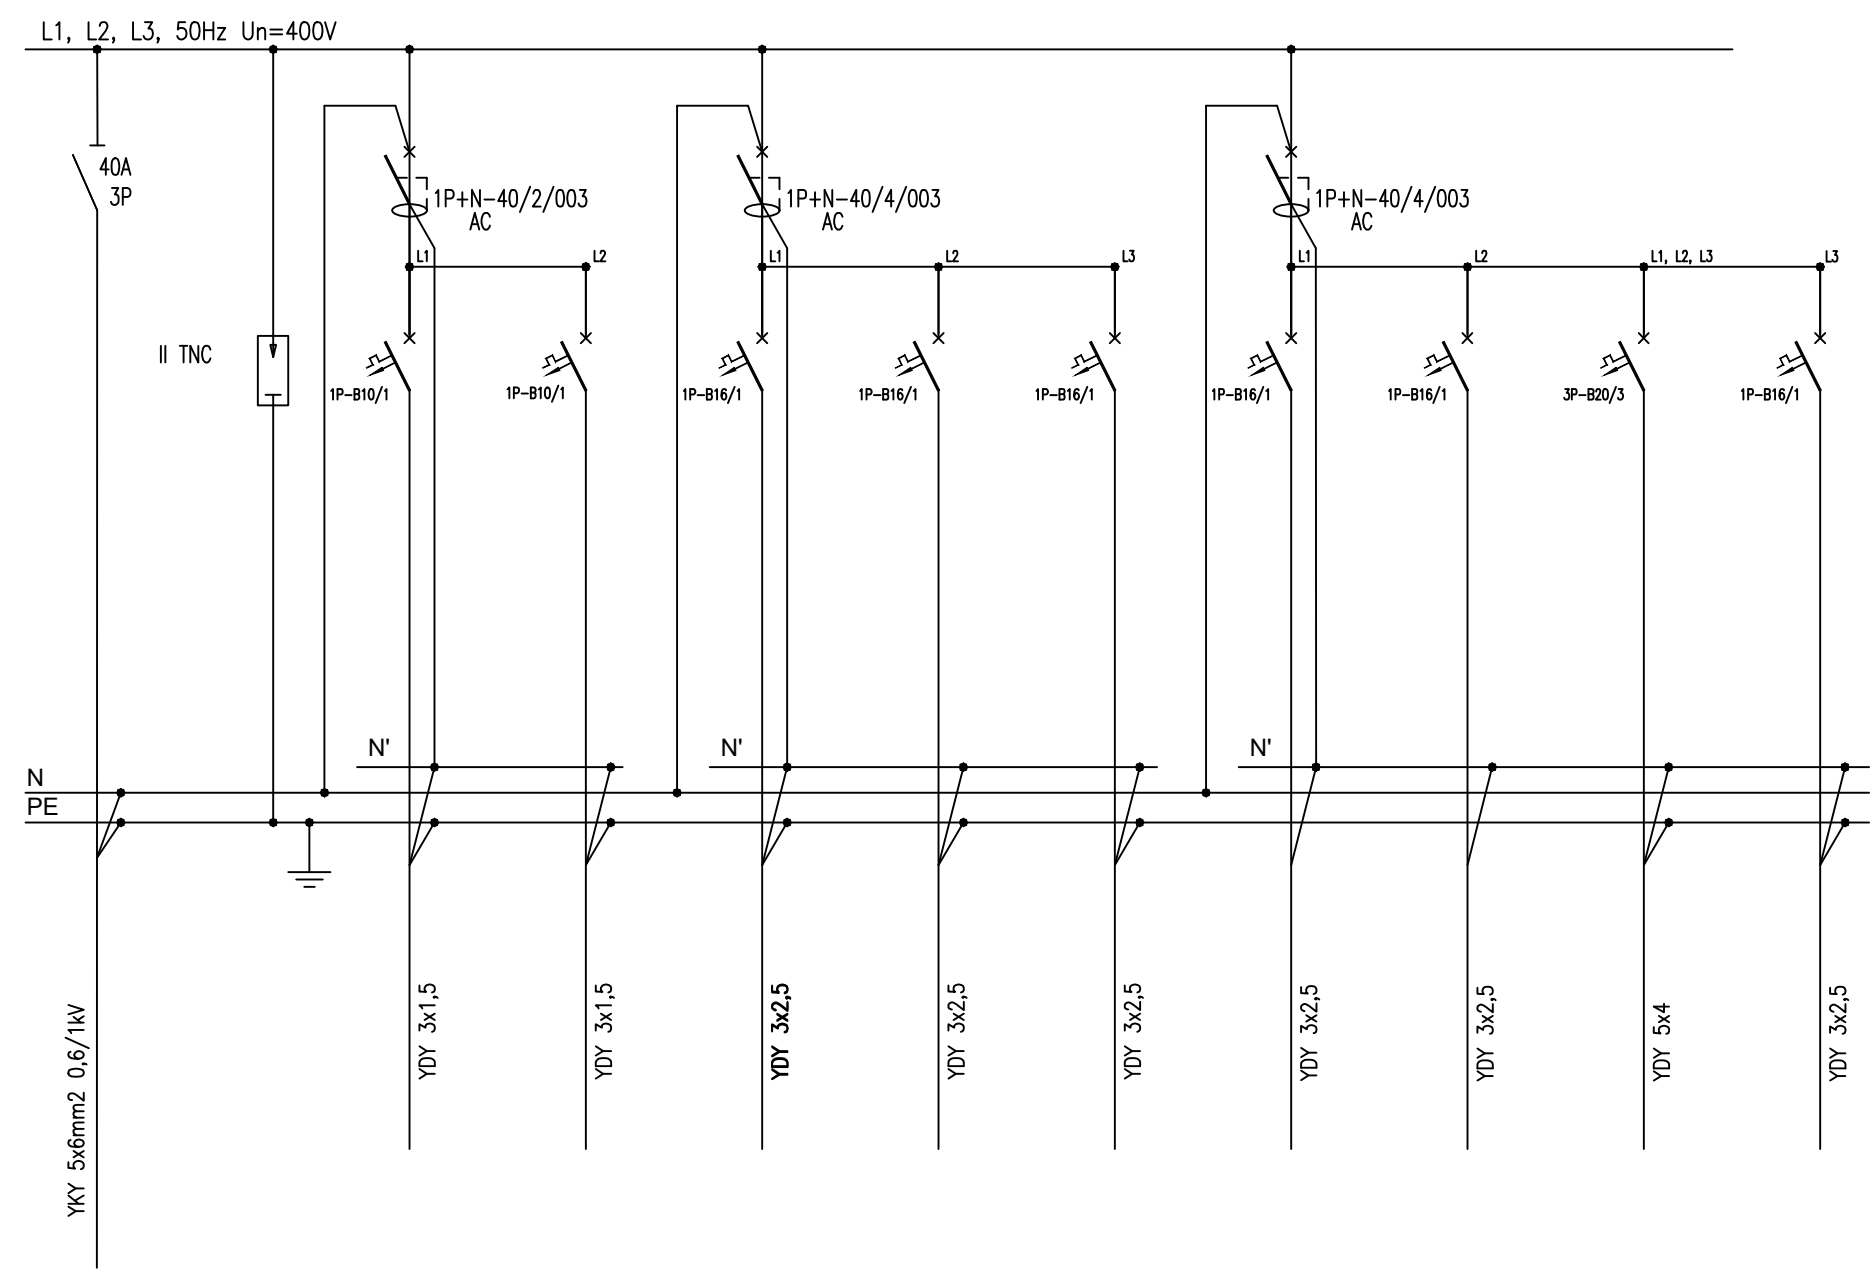 L1, L2, L3, 50Hz Un=400V
40A
3P
1P+N-40/2/003
AC
1P+N-40/4/003
AC
1P+N-40/4/003
AC
L1
L2
L1
L2
L3
L1
L2
L1, L2, L3
L3
II TNC
1P-B10/1
1P-B10/1
1P-B16/1
1P-B16/1
1P-B16/1
1P-B16/1
1P-B16/1
3P-B20/3
1P-B16/1
N'
N'
N'
N
PE
YKY 5x6mm2 0,6/1kV
YDY 3x1,5
YDY 3x1,5
YDY 3x2,5
YDY 3x2,5
YDY 3x2,5
YDY 3x2,5
YDY 3x2,5
YDY 5x4
YDY 3x2,5